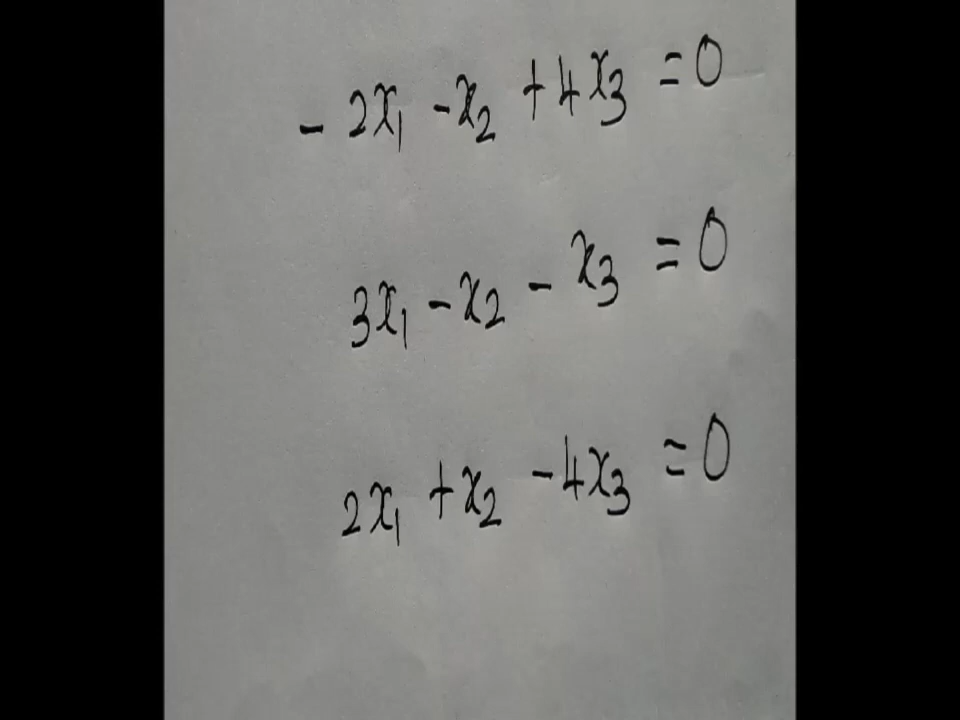 - 2x₁ - x₂ + 4x₃ = 0
3x₁ - x₂ - x₃ = 0
2x₁ + x₂ - 4x₃ = 0